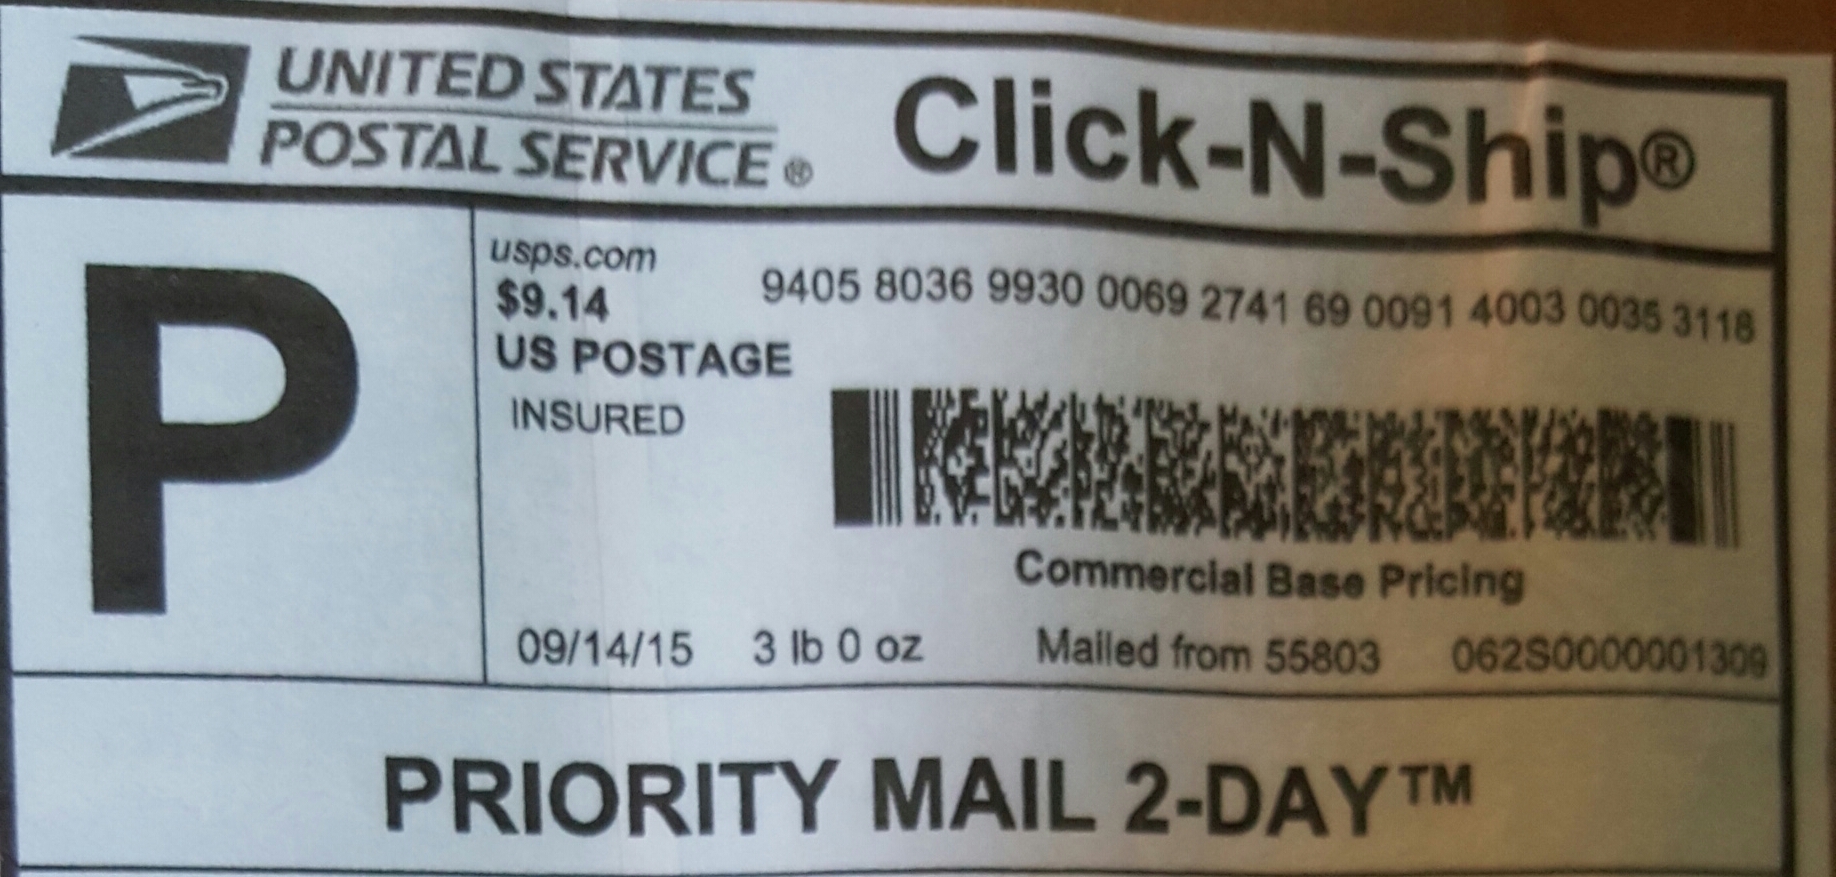 UNITED STATES
POSTAL SERVICE®
Click-N-Ship®
P
usps.com
$9.14
US POSTAGE
INSURED
9405 8036 9930 0069 2741 69 0091 4003 0035 3118
Commercial Base Pricing
09/14/15 3 lb 0 oz Mailed from 55803 062S0000001309
PRIORITY MAIL 2-DAY™